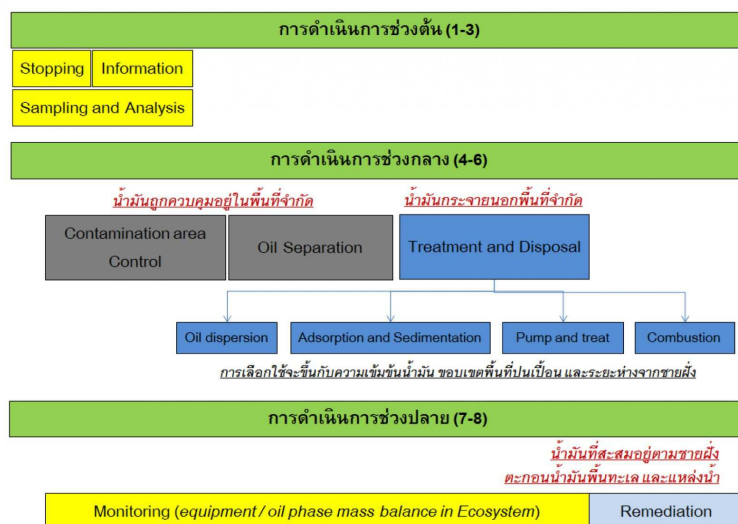 การดำเนินการช่วงต้น (1-3)
Stopping Information
Sampling and Analysis
การดำเนินการช่วงกลาง (4-6)
น้ำมันถูกควบคุมอยู่ในพื้นที่จำกัด น้ำมันกระจายนอกพื้นที่จำกัด
Contamination area
Control
Oil Separation
Treatment and Disposal
Oil dispersion Adsorption and Sedimentation Pump and treat Combustion
การเลือกใช้จะขึ้นกับความเข้มข้นน้ำมัน ขอบเขตพื้นที่ปนเปื้อน และระยะห่างจากชายฝั่ง
การดำเนินการช่วงปลาย (7-8)
น้ำมันที่สะสมอยู่ตามชายฝั่ง
ตะกอนน้ำมันพื้นทะเล และแหล่งน้ำ
Monitoring (equipment / oil phase mass balance in Ecosystem) Remediation